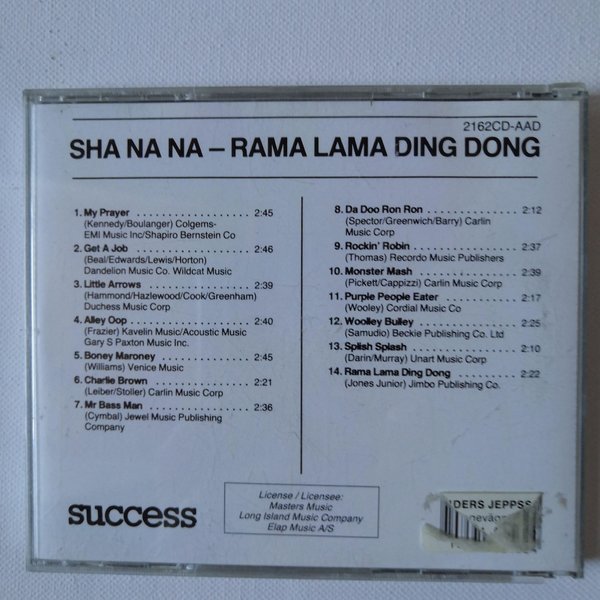 2162CD-AAD
SHA NA NA – RAMA LAMA DING DONG
1. My Prayer . . . . . . . . . . . . . . . . . . 2:45
(Kennedy/Boulanger) Colgems-
EMI Music Inc/Shapiro Bernstein Co
2. Get A Job . . . . . . . . . . . . . . . . . . 2:46
(Beal/Edwards/Lewis/Horton)
Dandelion Music Co. Wildcat Music
3. Little Arrows . . . . . . . . . . . . . . . 2:39
(Hammond/Hazlewood/Cook/Greenham)
Duchess Music Corp
4. Alley Oop . . . . . . . . . . . . . . . . . . 2:40
(Frazier) Kavelin Music/Acoustic Music
Gary S Paxton Music Inc.
5. Boney Maroney . . . . . . . . . . . . . 2:45
(Williams) Venice Music
6. Charlie Brown . . . . . . . . . . . . . . 2:21
(Leiber/Stoller) Carlin Music Corp
7. Mr Bass Man . . . . . . . . . . . . . . . 2:36
(Cymbal) Jewel Music Publishing
Company
8. Da Doo Ron Ron . . . . . . . . . . . . 2:12
(Spector/Greenwich/Barry) Carlin
Music Corp
9. Rockin' Robin . . . . . . . . . . . . . . 2:37
(Thomas) Recordo Music Publishers
10. Monster Mash . . . . . . . . . . . . . . 2:39
(Pickett/Cappizzi) Carlin Music Corp
11. Purple People Eater . . . . . . . . . 2:17
(Wooley) Cordial Music Co
12. Woolley Bulley . . . . . . . . . . . . . . 2:25
(Samudio) Beckie Publishing Co. Ltd
13. Splish Splash . . . . . . . . . . . . . . 2:10
(Darin/Murray) Unart Music Corp
14. Rama Lama Ding Dong . . . . . . . 2:22
(Jones Junior) Jimbo Publishing Co.
success
License / Licensee:
Masters Music
Long Island Music Company
Elap Music A/S
DERS JEPPSS